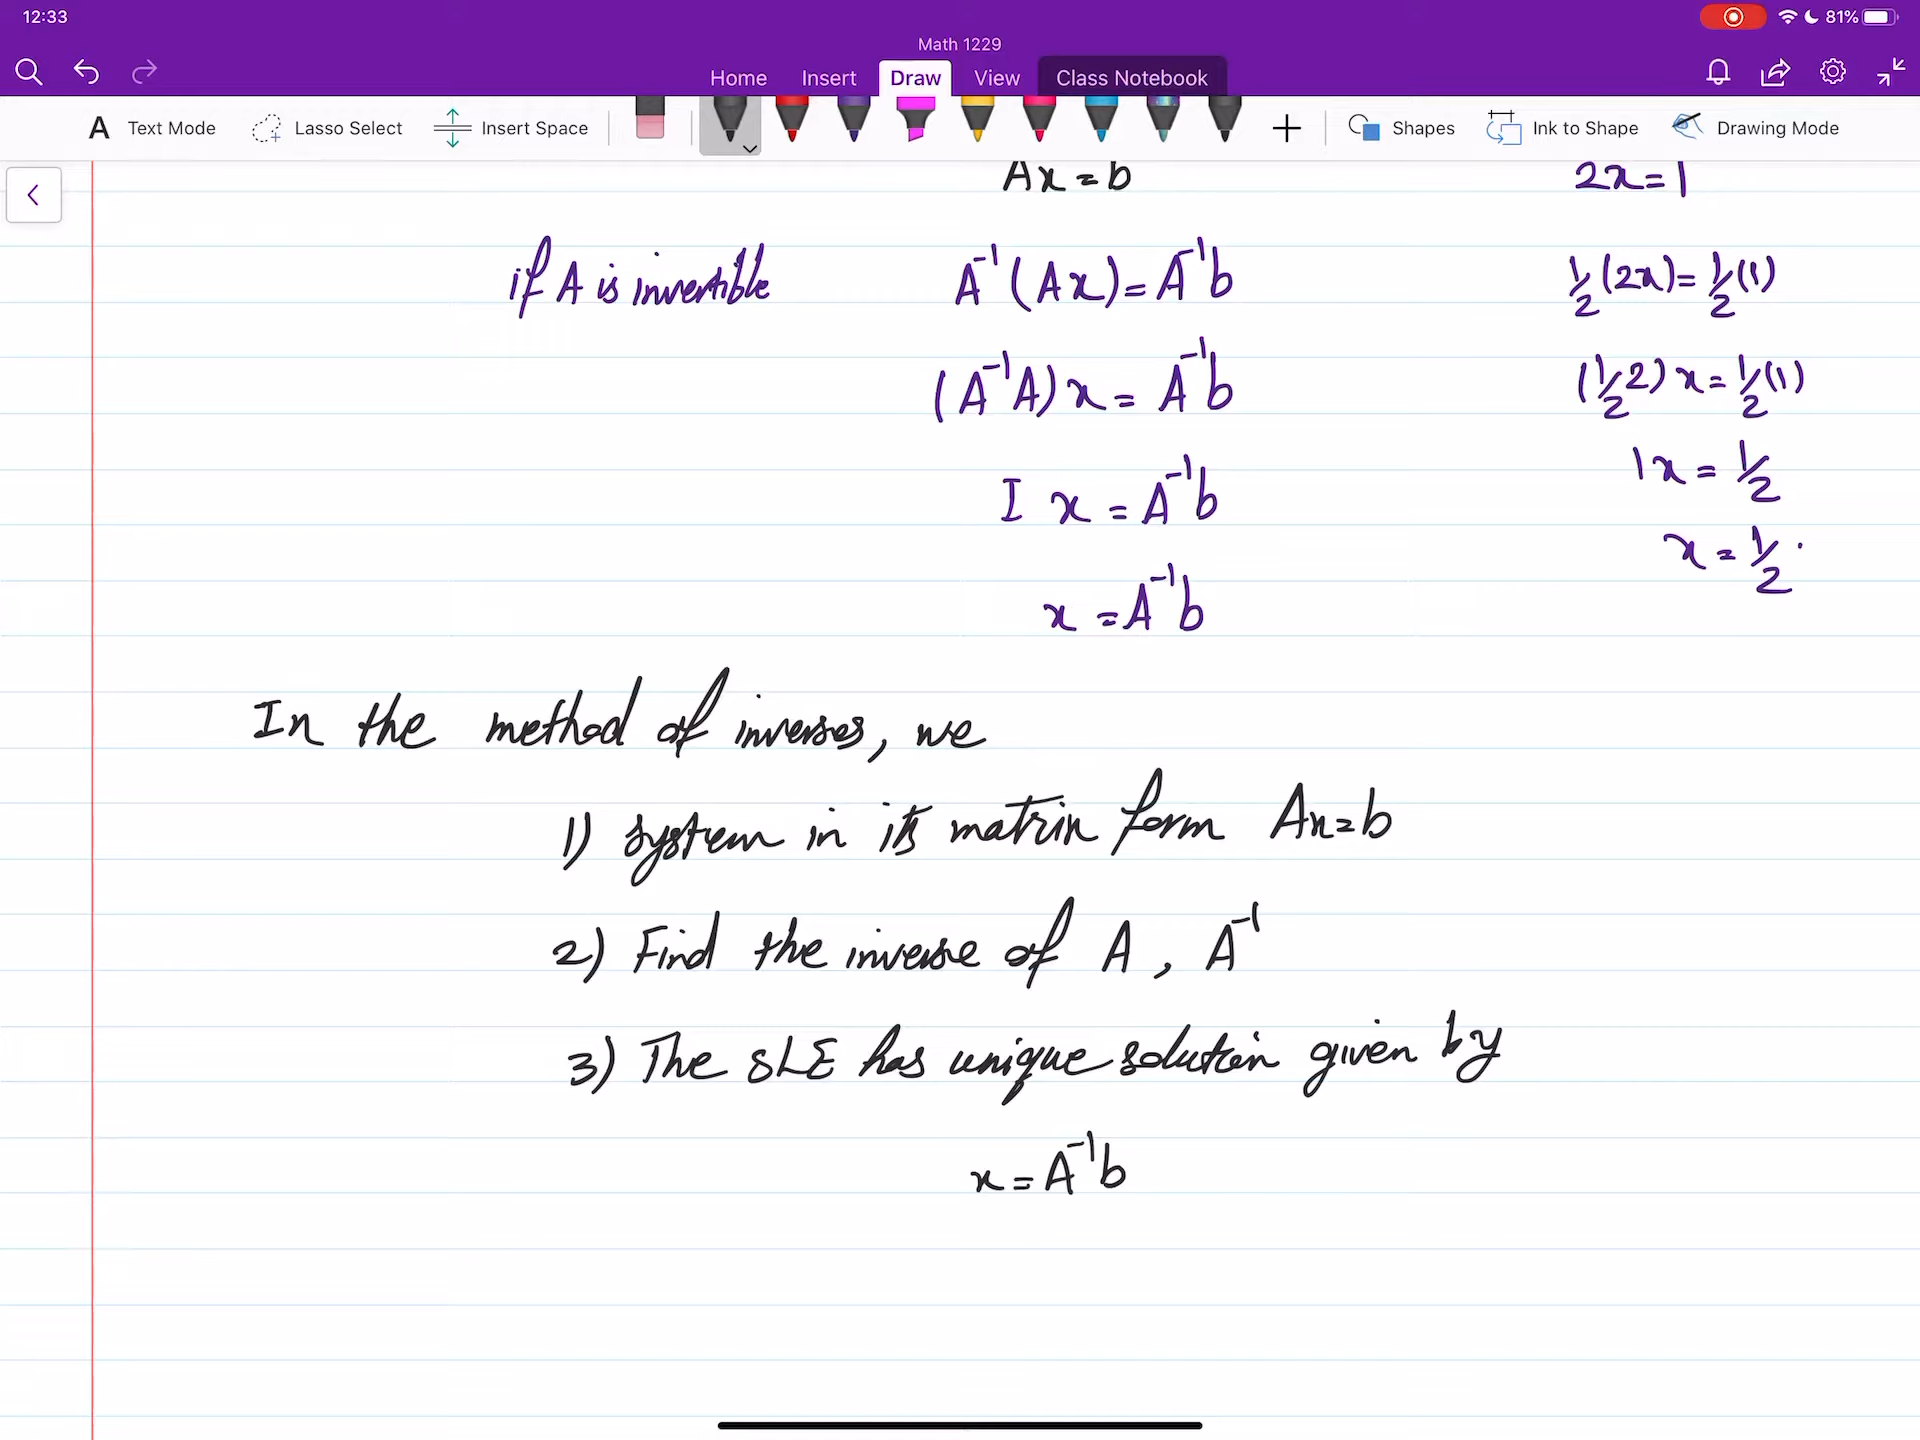 12:33
81%
Math 1229
Home Insert Draw View Class Notebook
A Text Mode Lasso Select Insert Space Shapes Ink to Shape Drawing Mode
Ax = b 2x = 1
if A is invertible A⁻¹(Ax) = A⁻¹b 1/2(2x) = 1/2(1)
(A⁻¹A)x = A⁻¹b (1/2 2)x = 1/2(1)
I x = A⁻¹b 1x = 1/2
x = A⁻¹b x = 1/2.
In the method of inverses, we
1) system in its matrix form Ax = b
2) Find the inverse of A, A⁻¹
3) The SLE has unique solution given by
x = A⁻¹b